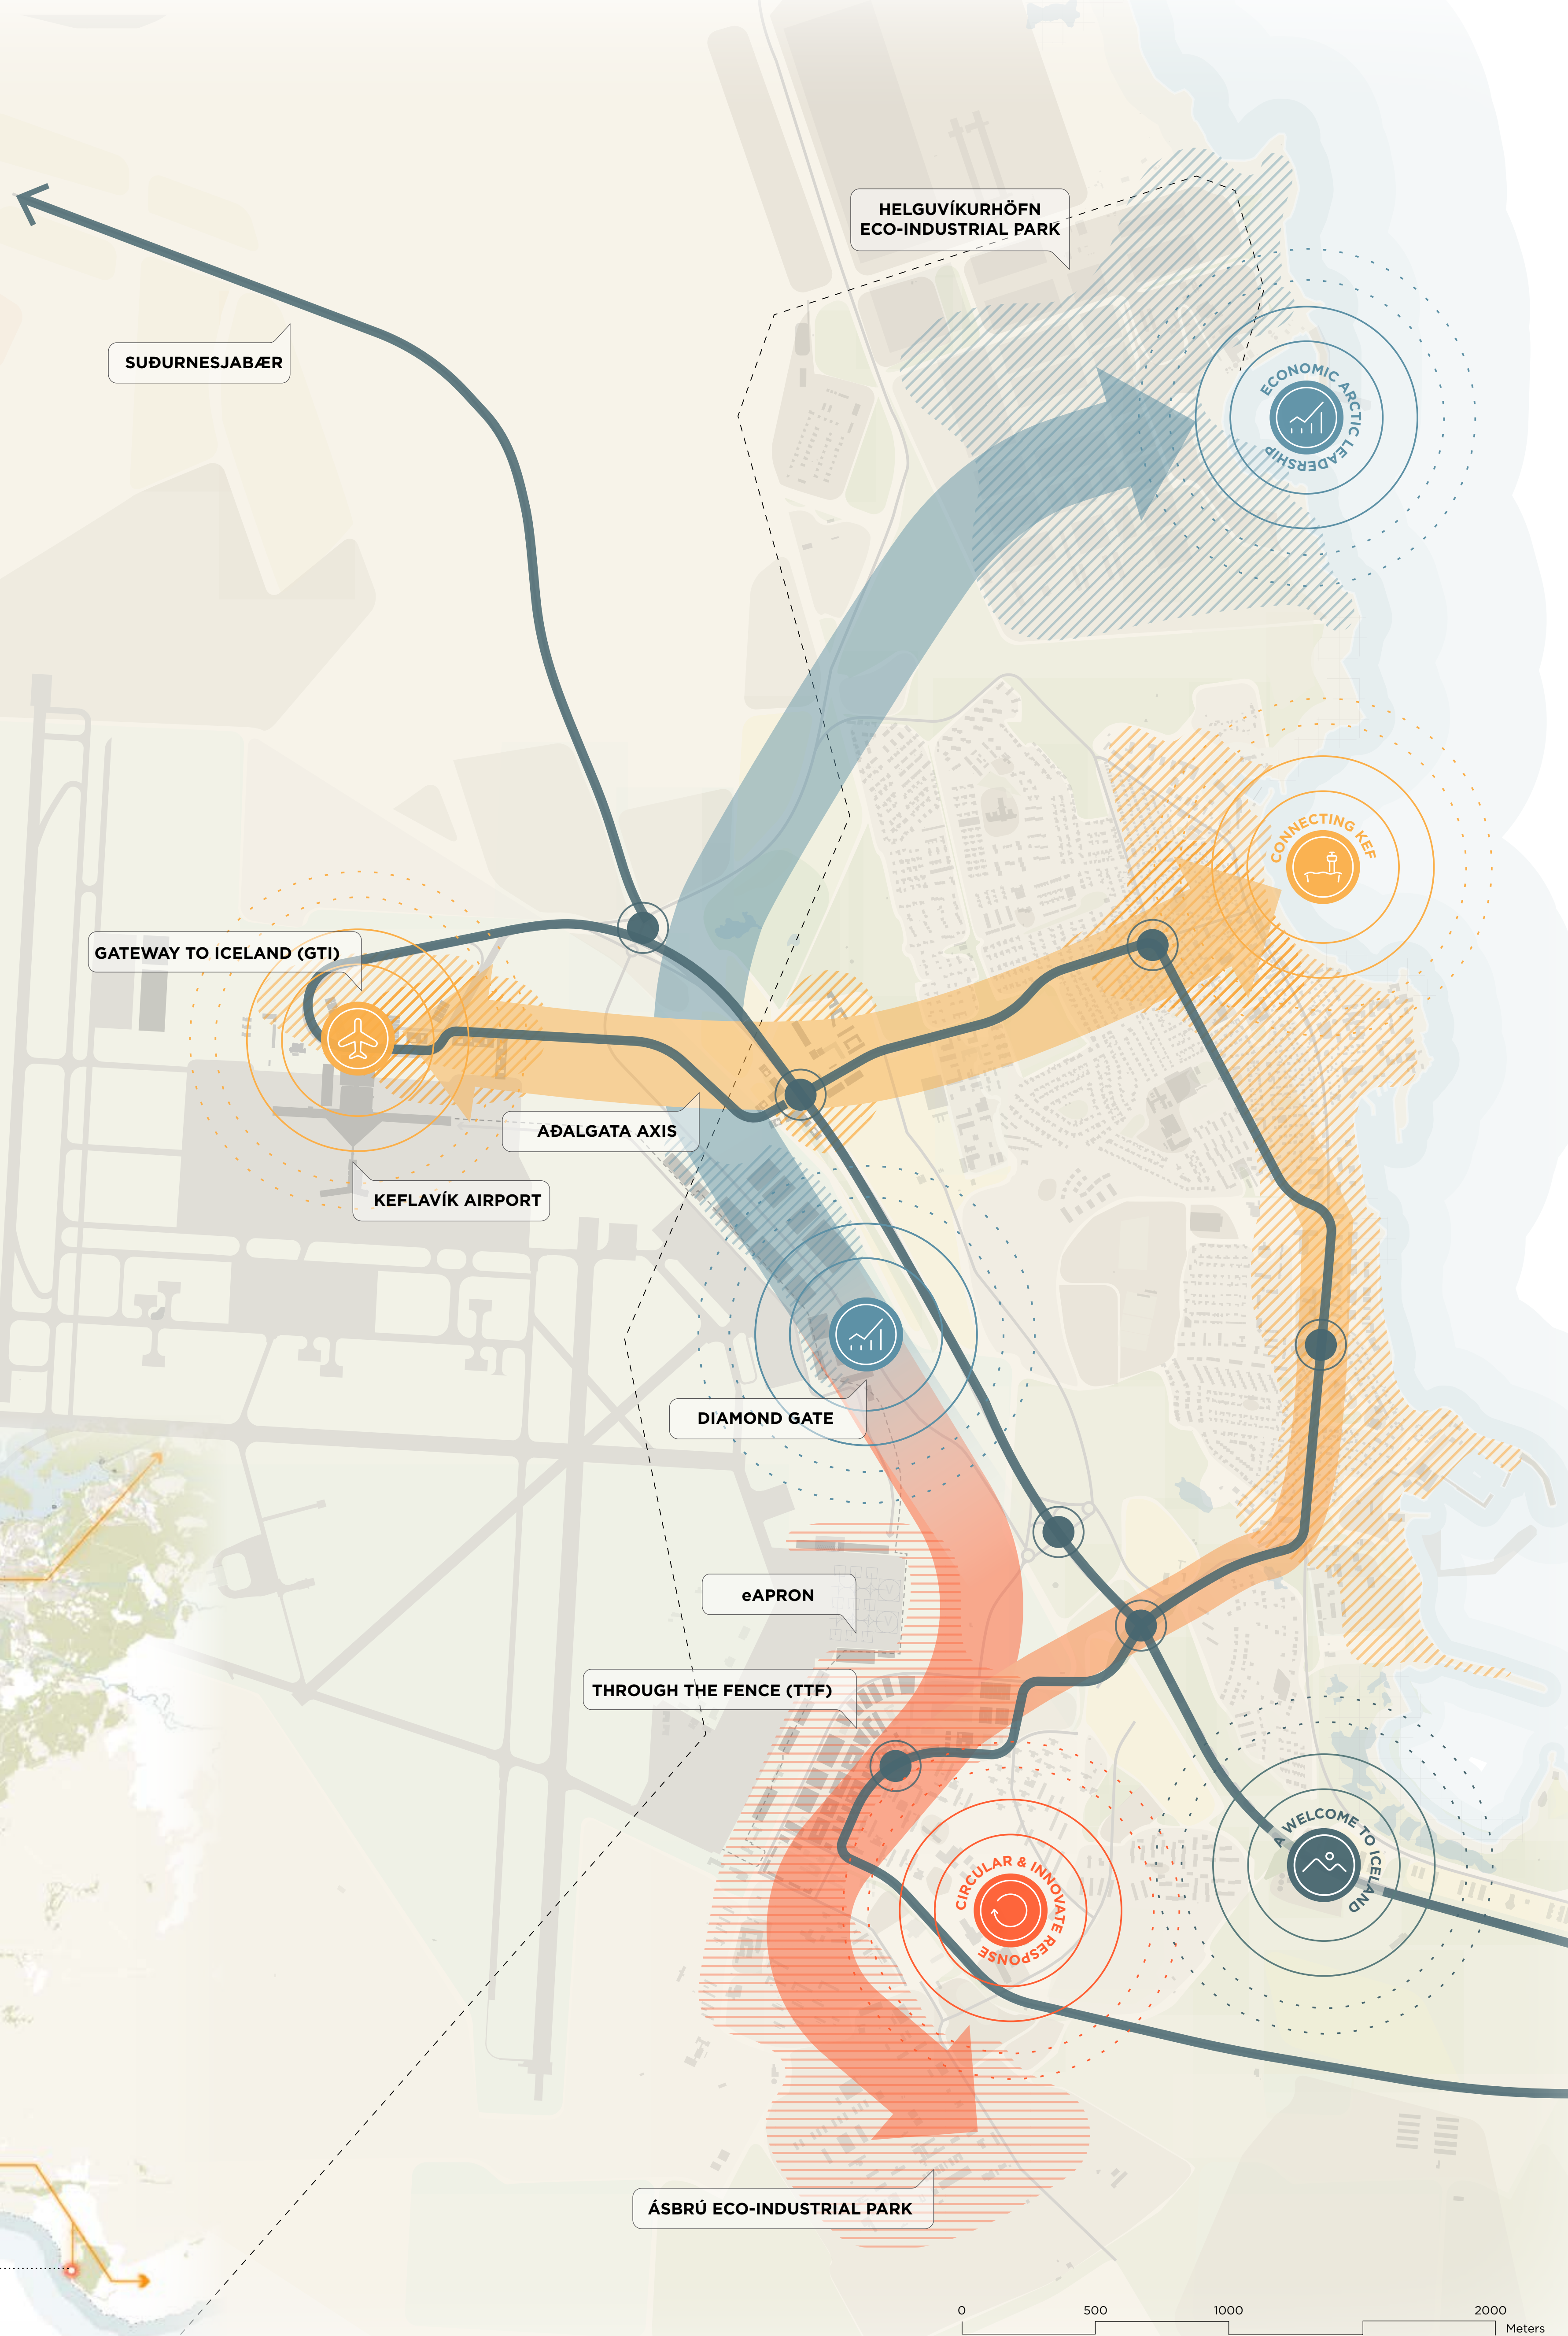 HELGUVÍKURHÖFN
ECO-INDUSTRIAL PARK
SUÐURNESJABÆR
ECONOMIC ARCTIC LEADERSHIP
CONNECTING KEF
GATEWAY TO ICELAND (GTI)
AÐALGATA AXIS
KEFLAVÍK AIRPORT
DIAMOND GATE
eAPRON
THROUGH THE FENCE (TTF)
A WELCOME TO ICELAND
CIRCULAR & INNOVATE RESPONSE
ÁSBRÚ ECO-INDUSTRIAL PARK
0 500 1000 2000
Meters